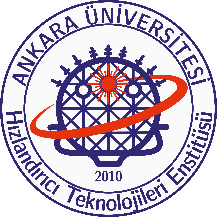 ANKARA ÜNİVERSİTESİ
2010
Hızlandırıcı Teknolojileri Enstitüsü